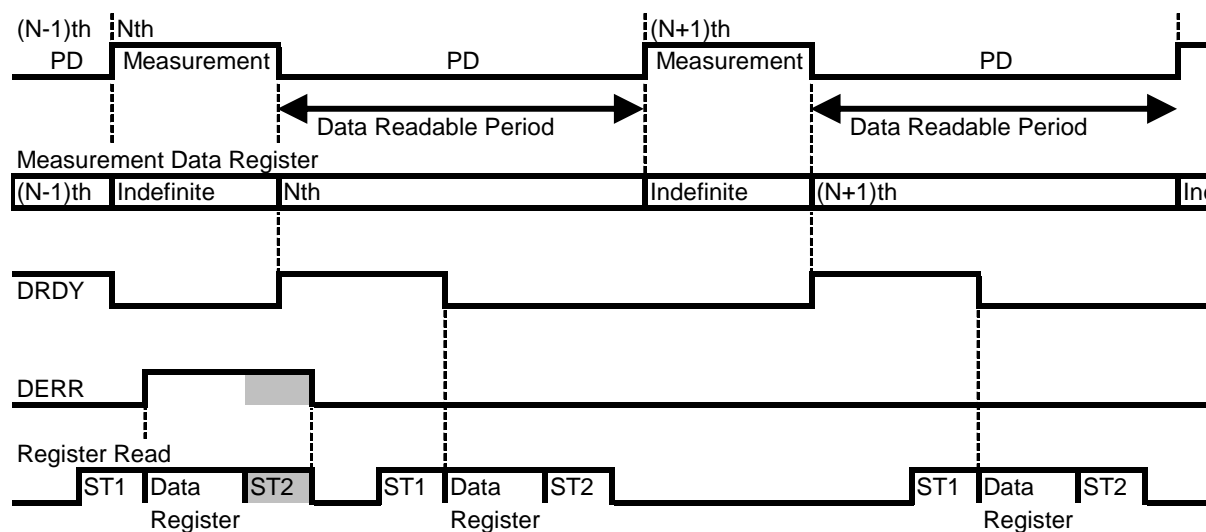 (N-1)th Nth (N+1)th
PD Measurement PD Measurement PD
Data Readable Period Data Readable Period
Measurement Data Register
(N-1)th Indefinite Nth Indefinite (N+1)th
DRDY
DERR
Register Read
ST1 Data ST2 ST1 Data ST2 ST1 Data ST2
Register Register Register